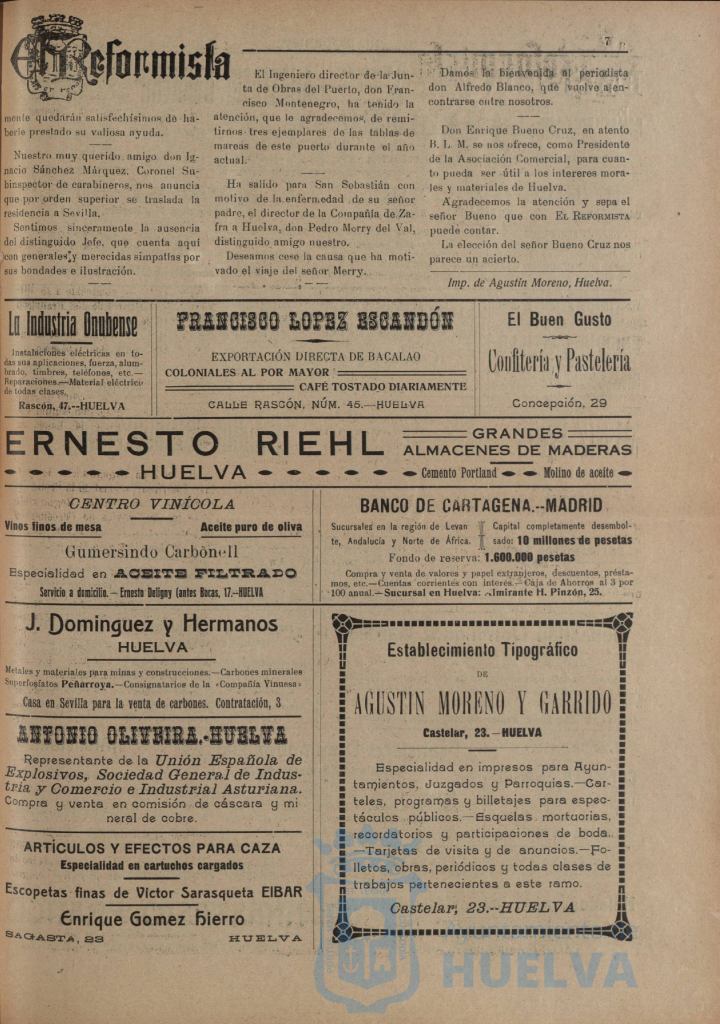 El Reformista
7
mente quedarán satisfechísimos de ha-
berle prestado su valiosa ayuda.
Nuestro muy querido amigo don Ig-
nacio Sánchez Márquez, Coronel Su-
binspector de carabineros, nos anuncia
que por orden superior se traslada la
residencia a Sevilla.
Sentimos sinceramente la ausencia
del distinguido Jefe, que cuenta aquí
con generales y merecidas simpatías por
sus bondades e ilustración.
El Ingeniero director de la Jun-
ta de Obras del Puerto, don Fran-
cisco Montenegro, ha tenido la
atención, que le agradecemos, de remi-
tirnos tres ejemplares de las tablas de
mareas de este puerto durante el año
actual.
Ha salido para San Sebastián con
motivo de la enfermedad de su señor
padre, el director de la Compañía de Za-
fra a Huelva, don Pedro Merry del Val,
distinguido amigo nuestro.
Deseamos cese la causa que ha moti-
vado el viaje del señor Merry.
Damos la bienvenida al periodista
don Alfredo Blanco, que vuelve a en-
contrarse entre nosotros.
Don Enrique Bueno Cruz, en atento
B. L. M. se nos ofrece, como Presidente
de la Asociación Comercial, para cuan-
to pueda ser útil a los intereres mora-
les y materiales de Huelva.
Agradecemos la atención y sepa el
señor Bueno que con EL REFORMISTA
puede contar.
La elección del señor Bueno Cruz nos
parece un acierto.
Imp. de Agustín Moreno, Huelva.
La Industria Onubense
Instalaciones eléctricas en to-
das sus aplicaciones, fuerza, alum-
brado, timbres, teléfonos, etc.—
Reparaciones.—Material eléctrico
de todas clases.
Rascón, 47.--HUELVA
FRANCISCO LOPEZ ESCANDÓN
EXPORTACIÓN DIRECTA DE BACALAO
COLONIALES AL POR MAYOR
CAFÉ TOSTADO DIARIAMENTE
CALLE RASCÓN, NÚM. 45.—HUELVA
El Buen Gusto
Confitería y Pastelería
Concepción, 29
ERNESTO RIEHL
HUELVA
GRANDES
ALMACENES DE MADERAS
Cemento Portland
Molino de aceite
CENTRO VINÍCOLA
Vinos finos de mesa Aceite puro de oliva
Gumersindo Carbonell
Especialidad en ACEITE FILTRADO
Servicio a domicilio.—Ernesto Deligny (antes Bocas, 17.--HUELVA
BANCO DE CARTAGENA.--MADRID
Sucursales en la región de Levan
te, Andalucía y Norte de África.
Capital completamente desembol-
sado: 10 millones de pesetas
Fondo de reserva: 1.600.000 pesetas
Compra y venta de valores y papel extranjeros, descuentos, présta-
mos, etc.—Cuentas corrientes con interés.—Caja de Ahorros al 3 por
100 anual.—Sucursal en Huelva: Almirante H. Pinzón, 25.
J. Dominguez y Hermanos
HUELVA
Metales y materiales para minas y construcciones.—Carbones minerales
Superfosfatos Peñarroya.—Consignatarios de la «Compañía Vinuesa»
Casa en Sevilla para la venta de carbones. Contratación, 3
ANTONIO OLIVEIRA.-HUELVA
Representante de la Unión Española de
Explosivos, Sociedad General de Indus-
tria y Comercio e Industrial Asturiana.
Compra y venta en comisión de cáscara y mi
neral de cobre.
ARTÍCULOS Y EFECTOS PARA CAZA
Especialidad en cartuchos cargados
Escopetas finas de Víctor Sarasqueta EIBAR
Enrique Gomez Hierro
SAGASTA, 23 HUELVA
Establecimiento Tipográfico
DE
AGUSTIN MORENO Y GARRIDO
Castelar, 23.—HUELVA
Especialidad en impresos para Ayun-
tamientos, Juzgados y Parroquias.—Car-
teles, programas y billetajes para espec-
táculos públicos.—Esquelas mortuorias,
recordatorios y participaciones de boda.
—Tarjetas de visita y de anuncios.—Fo-
lletos, obras, periódicos y todas clases de
trabajos pertenecientes a este ramo.
Castelar, 23.--HUELVA
Ayuntamiento de
HUELVA